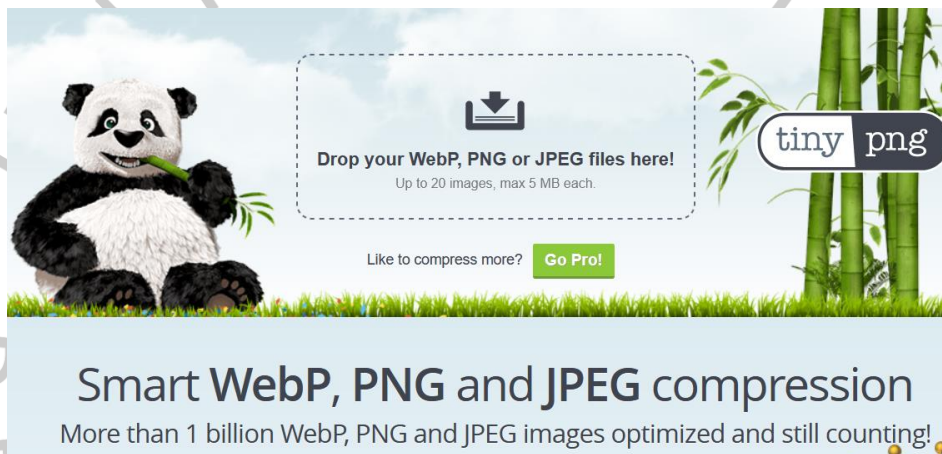 Drop your WebP, PNG or JPEG files here!
Up to 20 images, max 5 MB each.
tiny png
Like to compress more? Go Pro!
Smart WebP, PNG and JPEG compression
More than 1 billion WebP, PNG and JPEG images optimized and still counting!